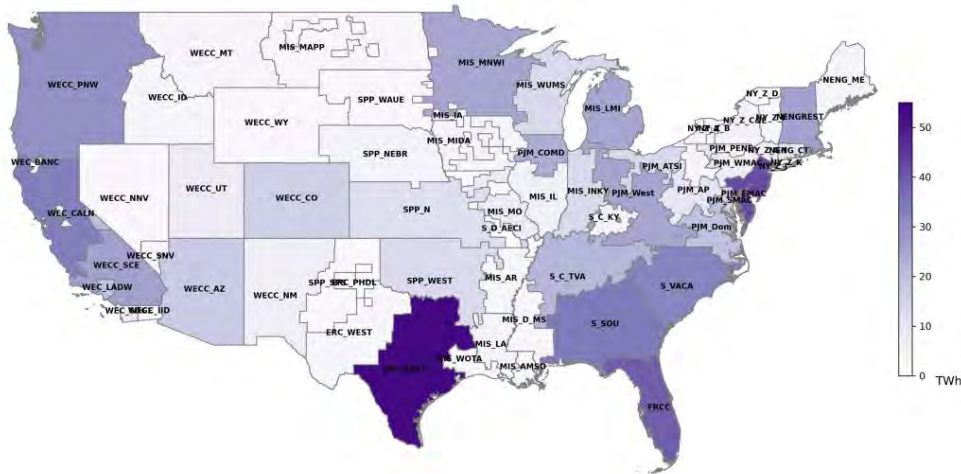 WECC_MT
MIS_MAPP
MIS_MNWI
WECC_PNW
WECC_ID
MIS_WUMS
NENG_ME
NY_Z_D
SPP_WAUE
MIS_LMI
WECC_WY
MIS_IA
NENGREST
MIS_MIDA
PJM_COMD
NENG_CT
WEC_BANC
SPP_NEBR
PJM_PENE
PJM_ATSI
PJM_WMAC
NY_Z_K
WECC_NNV
WECC_UT
WECC_CO
MIS_IL
MIS_INKY
PJM_West
PJM_AP
PJM_EMAC
PJM_SMAC
WEC_CALN
SPP_N
MIS_MO
S_C_KY
PJM_Dom
S_D_AECI
WECC_SNV
WECC_SCE
MIS_AR
S_C_TVA
WEC_LADW
WECC_AZ
WECC_NM
SPP_WEST
S_VACA
MIS_D_MS
S_SOU
ERC_WEST
MIS_LA
MIS_WOTA
MIS_AMSO
FRCC
50
40
30
20
10
0
TWh